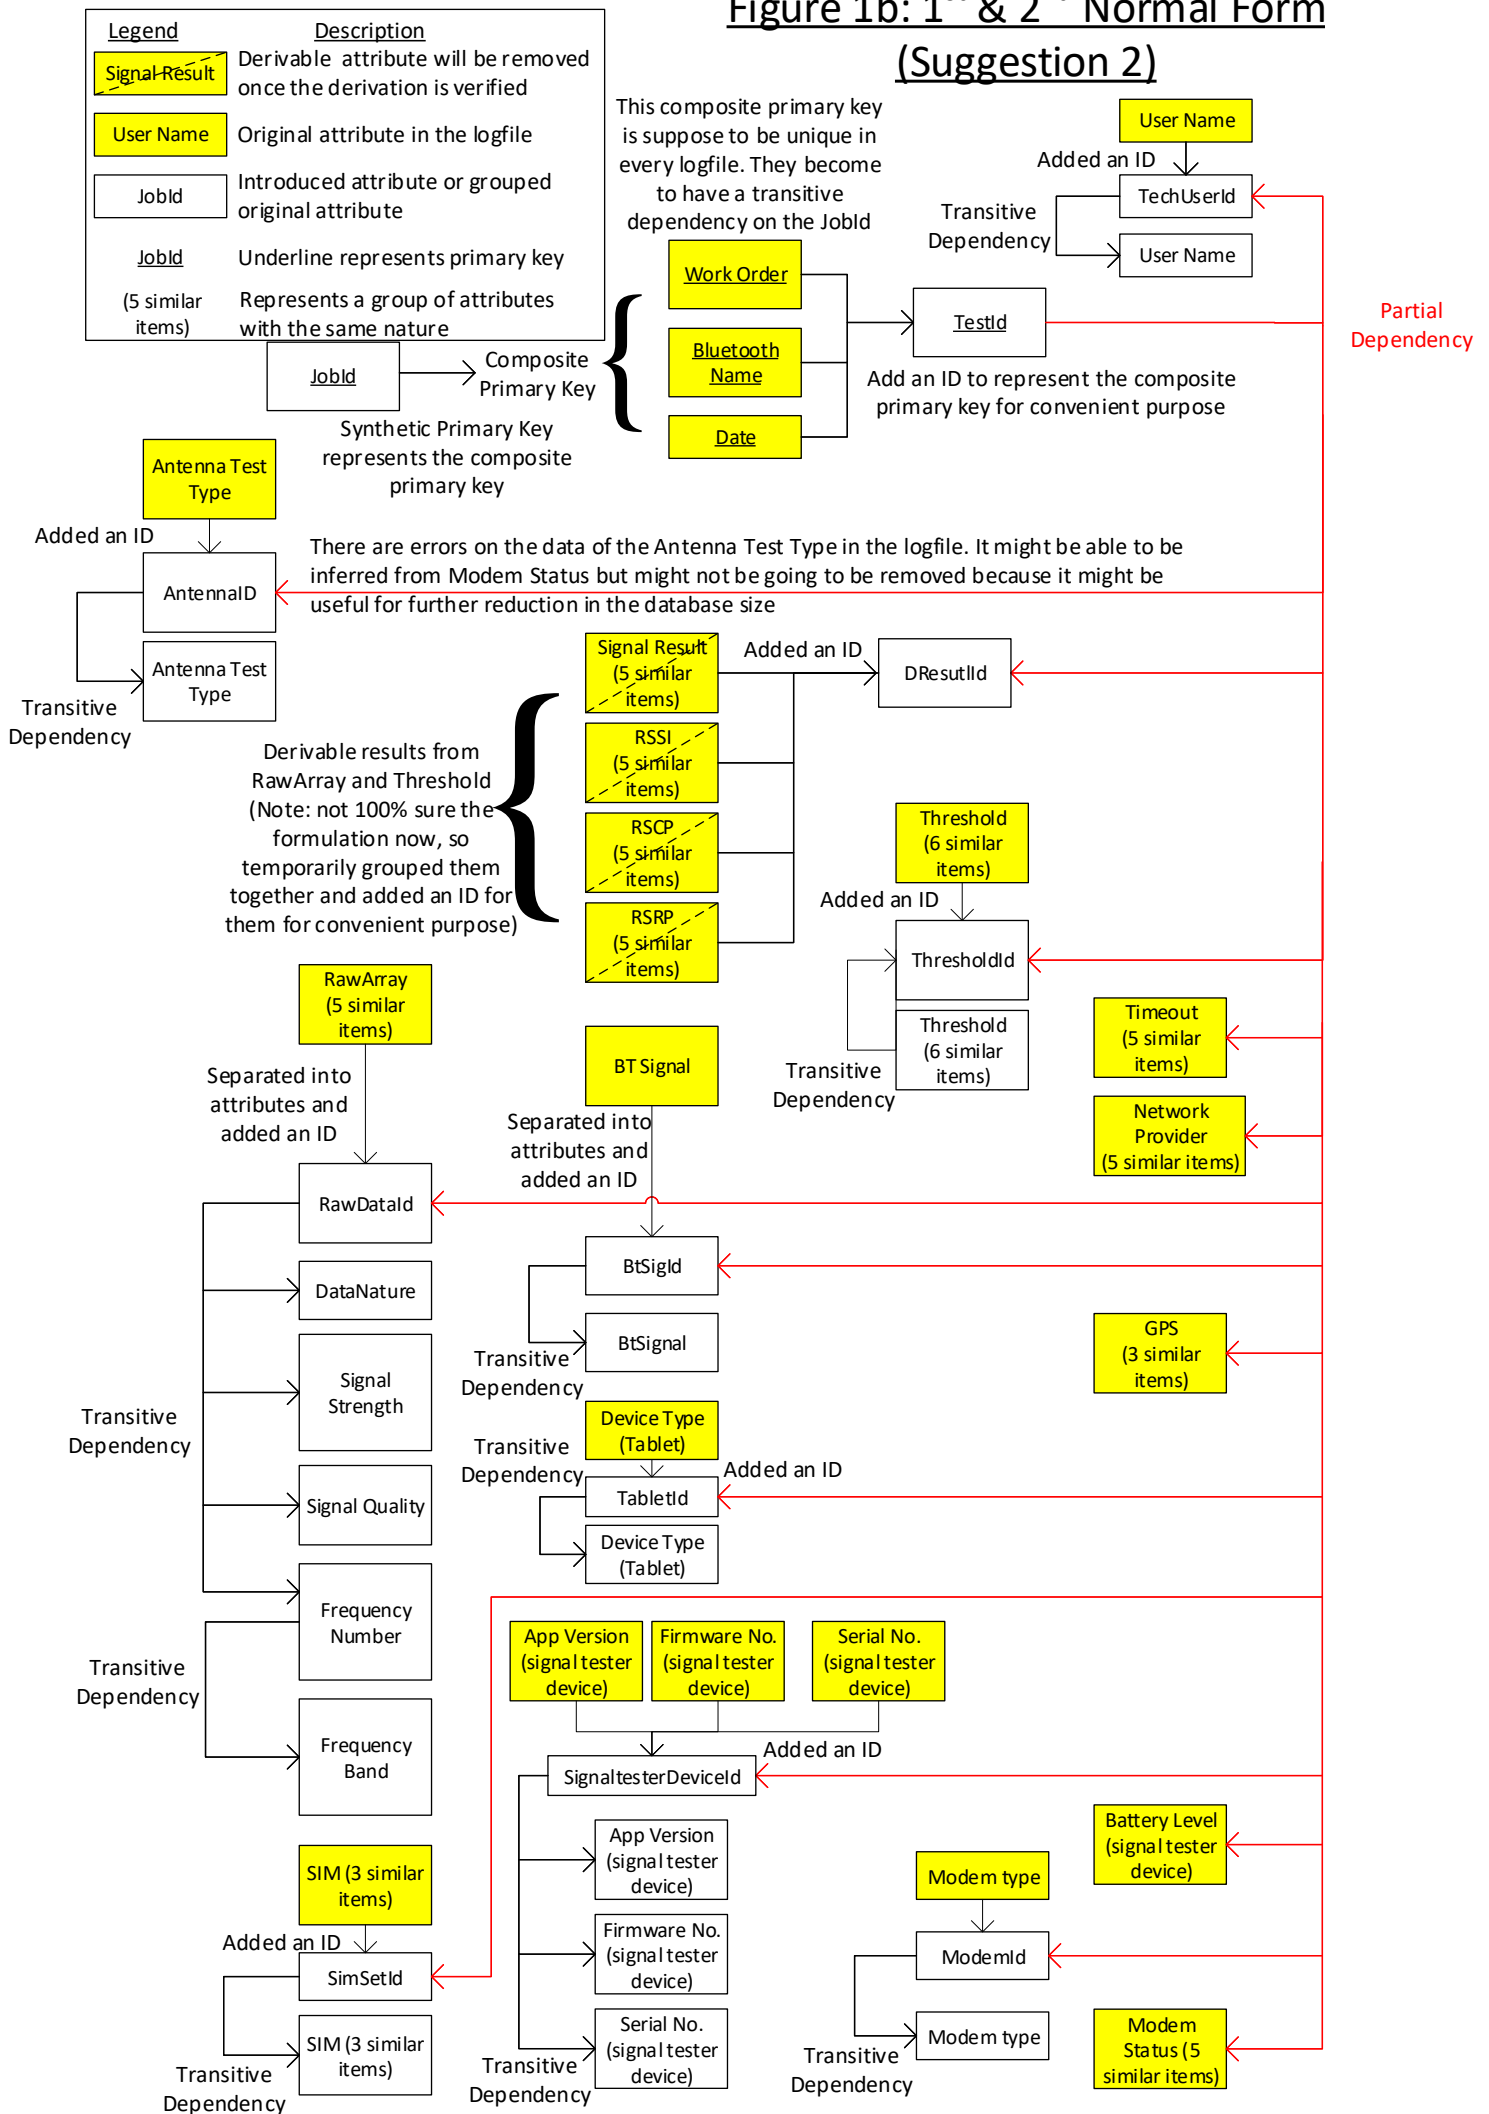 Figure 1b: 1st & 2nd Normal Form
(Suggestion 2)
Legend
Description
Signal Result
Derivable attribute will be removed
once the derivation is verified
User Name
Original attribute in the logfile
JobId
Introduced attribute or grouped
original attribute
JobId
Underline represents primary key
(5 similar
items)
Represents a group of attributes
with the same nature
This composite primary key
is suppose to be unique in
every logfile. They become
to have a transitive
dependency on the JobId
User Name
Added an ID
TechUserId
Transitive
Dependency
User Name
Work Order
Bluetooth
Name
Date
TestId
Partial
Dependency
Add an ID to represent the composite
primary key for convenient purpose
JobId
Composite
Primary Key
Synthetic Primary Key
represents the composite
primary key
Antenna Test
Type
Added an ID
AntennaID
Antenna Test
Type
Transitive
Dependency
There are errors on the data of the Antenna Test Type in the logfile. It might be able to be
inferred from Modem Status but might not be going to be removed because it might be
useful for further reduction in the database size
Signal Result
(5 similar
items)
Added an ID
DResutlId
RSSI
(5 similar
items)
RSCP
(5 similar
items)
RSRP
(5 similar
items)
Derivable results from
RawArray and Threshold
(Note: not 100% sure the
formulation now, so
temporarily grouped them
together and added an ID for
them for convenient purpose)
Threshold
(6 similar
items)
Added an ID
ThresholdId
Threshold
(6 similar
items)
Transitive
Dependency
Timeout
(5 similar
items)
Network
Provider
(5 similar items)
RawArray
(5 similar
items)
Separated into
attributes and
added an ID
RawDataId
DataNature
Signal
Strength
Signal Quality
Frequency
Number
Frequency
Band
Transitive
Dependency
Transitive
Dependency
BT Signal
Separated into
attributes and
added an ID
BtSigId
BtSignal
Transitive
Dependency
GPS
(3 similar
items)
Device Type
(Tablet)
Transitive
Dependency
Added an ID
TabletId
Device Type
(Tablet)
App Version
(signal tester
device)
Firmware No.
(signal tester
device)
Serial No.
(signal tester
device)
Added an ID
SignaltesterDeviceId
App Version
(signal tester
device)
Firmware No.
(signal tester
device)
Serial No.
(signal tester
device)
Transitive
Dependency
SIM (3 similar
items)
Added an ID
SimSetId
SIM (3 similar
items)
Transitive
Dependency
Battery Level
(signal tester
device)
Modem type
ModemId
Modem type
Transitive
Dependency
Modem
Status (5
similar items)